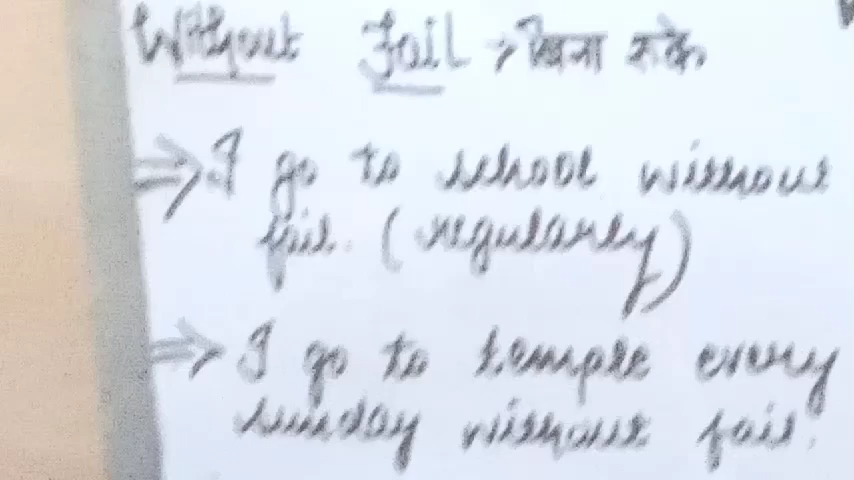 Without Fail → बिना रुके
⇒ I go to school without
fail. (regularly)
⇒ I go to temple every
sunday without fail.